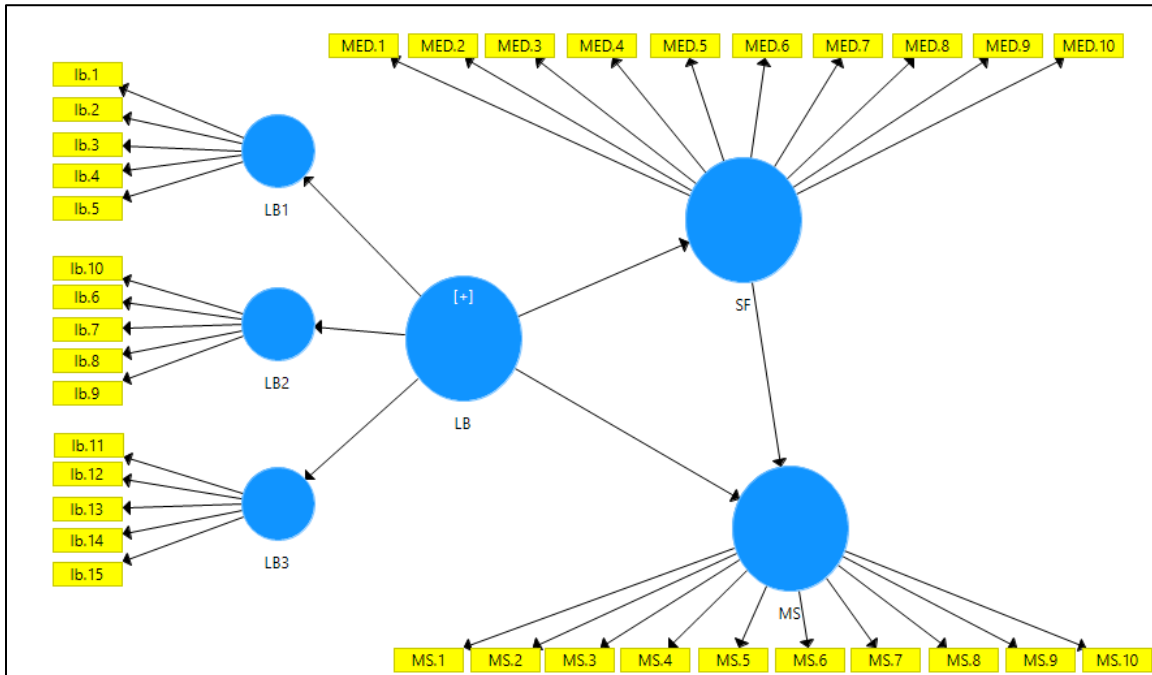 MED.1 MED.2 MED.3 MED.4 MED.5 MED.6 MED.7 MED.8 MED.9 MED.10
lb.1
lb.2
lb.3
lb.4
lb.5
LB1
lb.10
lb.6
lb.7
lb.8
lb.9
LB2
lb.11
lb.12
lb.13
lb.14
lb.15
LB3
[+]
LB
SF
MS
MS.1 MS.2 MS.3 MS.4 MS.5 MS.6 MS.7 MS.8 MS.9 MS.10